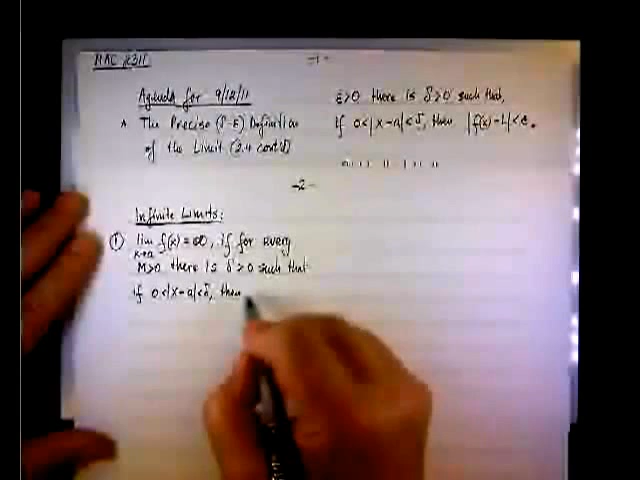 MAC 2311
-1-
Agenda for 9/12/11
* The Precise (δ-ε) Definition
of the Limit (2.4 cont'd)
ε>0 there is δ>0 such that,
if 0<|x-a|<δ, then |f(x)-L|<ε.
-2-
Infinite Limits:
① lim f(x)=∞, if for every
x→a
M>0 there is δ>0 such that
if 0<|x-a|<δ, then